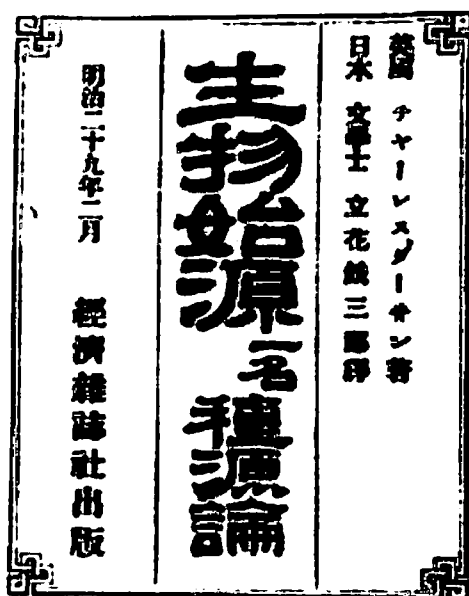 英國 チャーレスダーヰン著
日本 文學士 立花銑三郎譯
生物始源 一名 種源論
明治二十九年二月 經濟雜誌社出版